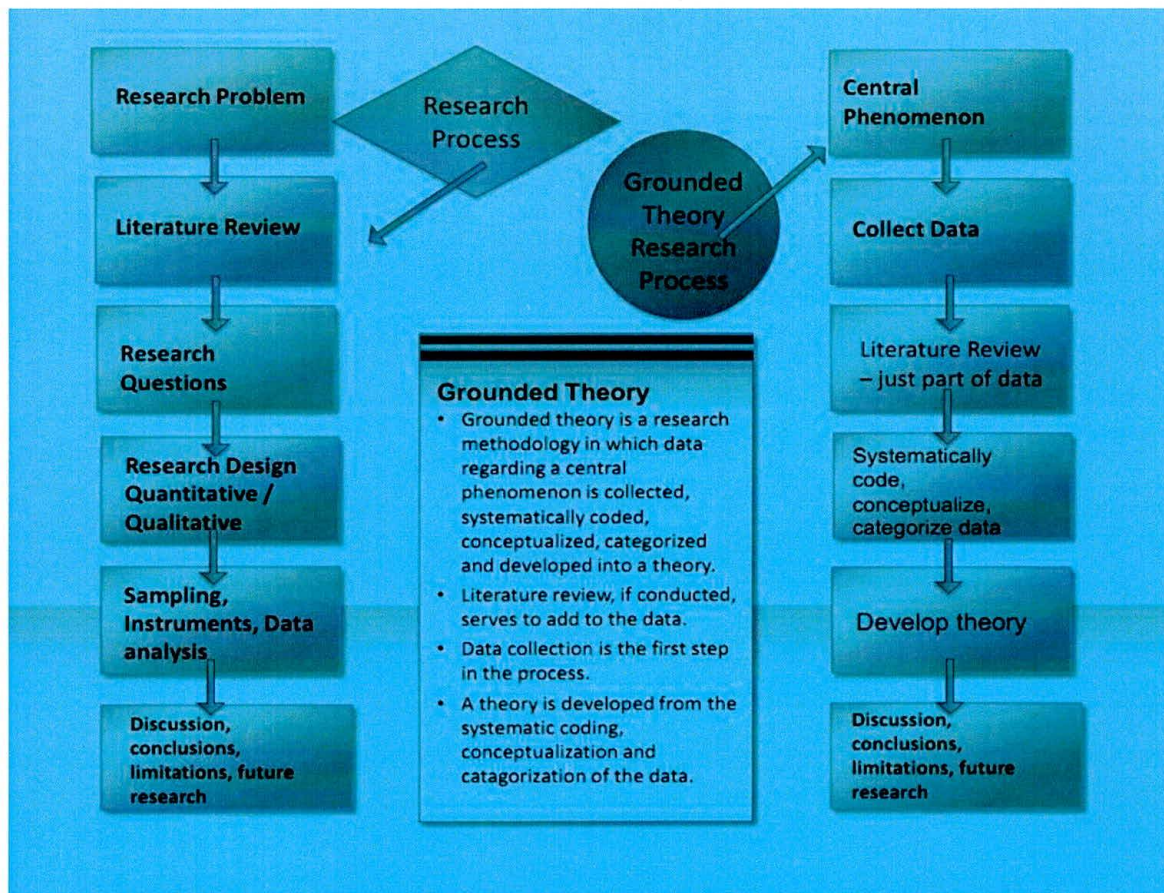 Research Problem
Literature Review
Research
Questions
Research Design
Quantitative /
Qualitative
Sampling,
Instruments, Data
analysis
Discussion,
conclusions,
limitations, future
research
Research
Process
Grounded
Theory
Research
Process
Grounded Theory
• Grounded theory is a research
methodology in which data
regarding a central
phenomenon is collected,
systematically coded,
conceptualized, categorized
and developed into a theory.
• Literature review, if conducted,
serves to add to the data.
• Data collection is the first step
in the process.
• A theory is developed from the
systematic coding,
conceptualization and
catagorization of the data.
Central
Phenomenon
Collect Data
Literature Review
– just part of data
Systematically
code,
conceptualize,
categorize data
Develop theory
Discussion,
conclusions,
limitations, future
research